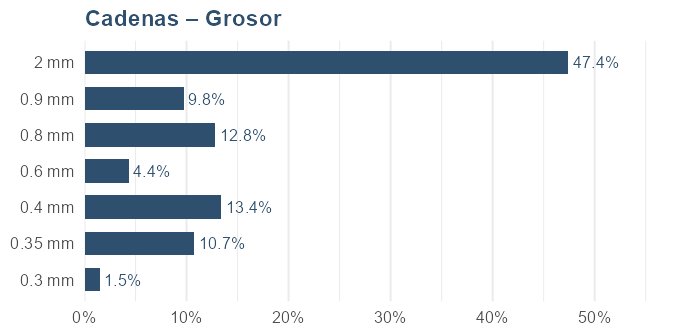 Cadenas – Grosor
2 mm 47.4%
0.9 mm 9.8%
0.8 mm 12.8%
0.6 mm 4.4%
0.4 mm 13.4%
0.35 mm 10.7%
0.3 mm 1.5%
0% 10% 20% 30% 40% 50%